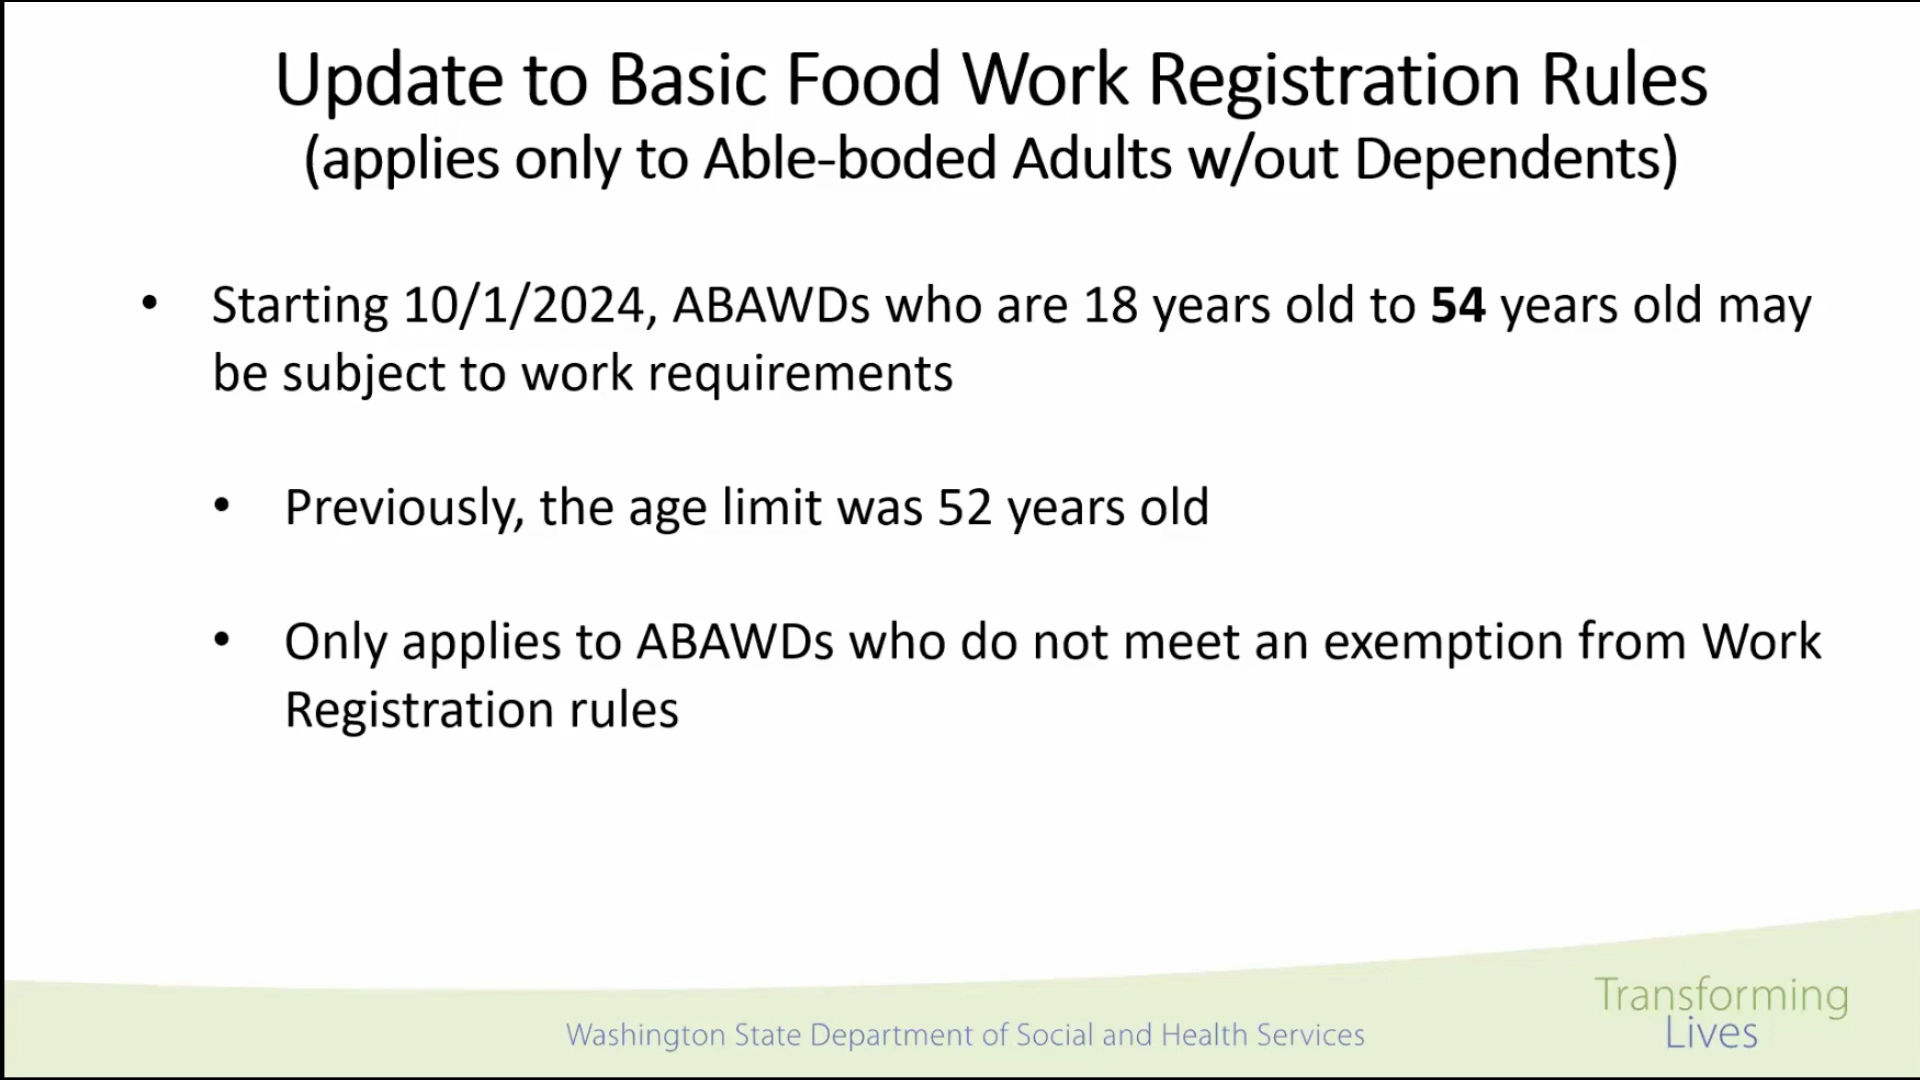 Update to Basic Food Work Registration Rules
(applies only to Able-boded Adults w/out Dependents)
• Starting 10/1/2024, ABAWDs who are 18 years old to 54 years old may
be subject to work requirements
• Previously, the age limit was 52 years old
• Only applies to ABAWDs who do not meet an exemption from Work
Registration rules
Washington State Department of Social and Health Services
Transforming
Lives